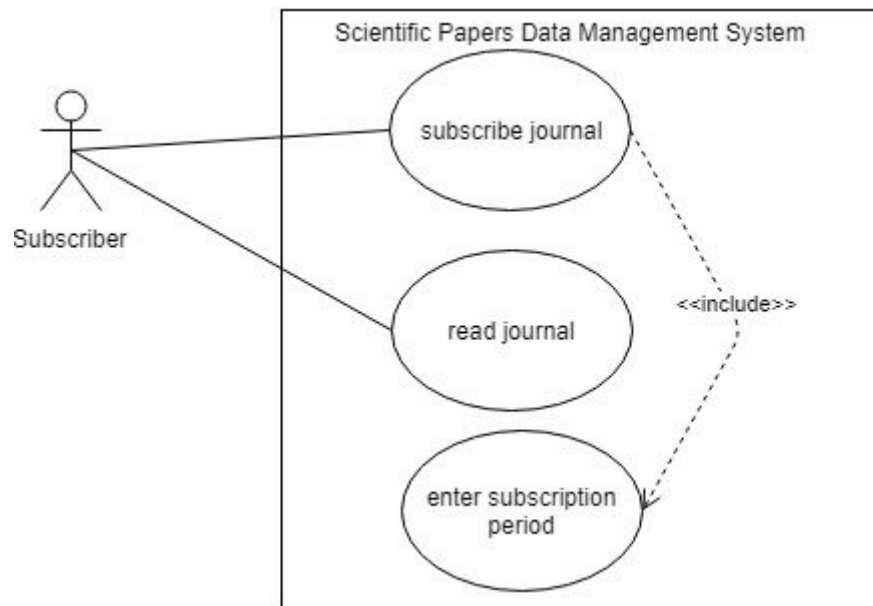 Scientific Papers Data Management System
subscribe journal
Subscriber
<<include>>
read journal
enter subscription
period